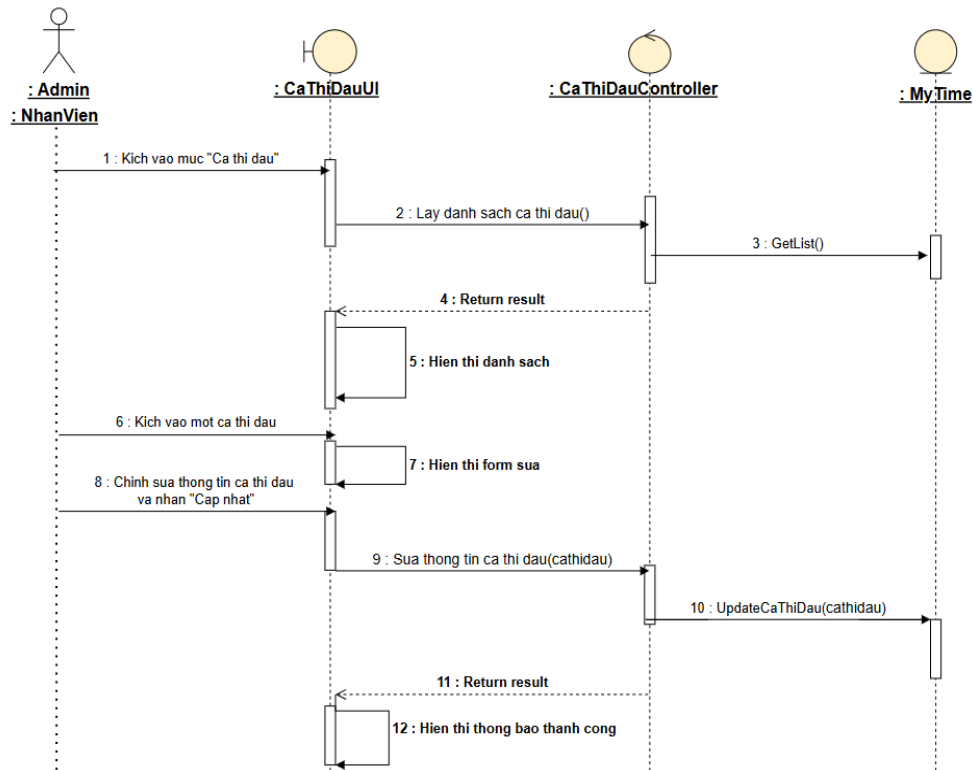 : Admin
: NhanVien
: CaThiDauUI
: CaThiDauController
: MyTime
1 : Kich vao muc "Ca thi dau"
2 : Lay danh sach ca thi dau()
3 : GetList()
4 : Return result
5 : Hien thi danh sach
6 : Kich vao mot ca thi dau
7 : Hien thi form sua
8 : Chinh sua thong tin ca thi dau
va nhan "Cap nhat"
9 : Sua thong tin ca thi dau(cathidau)
10 : UpdateCaThiDau(cathidau)
11 : Return result
12 : Hien thi thong bao thanh cong